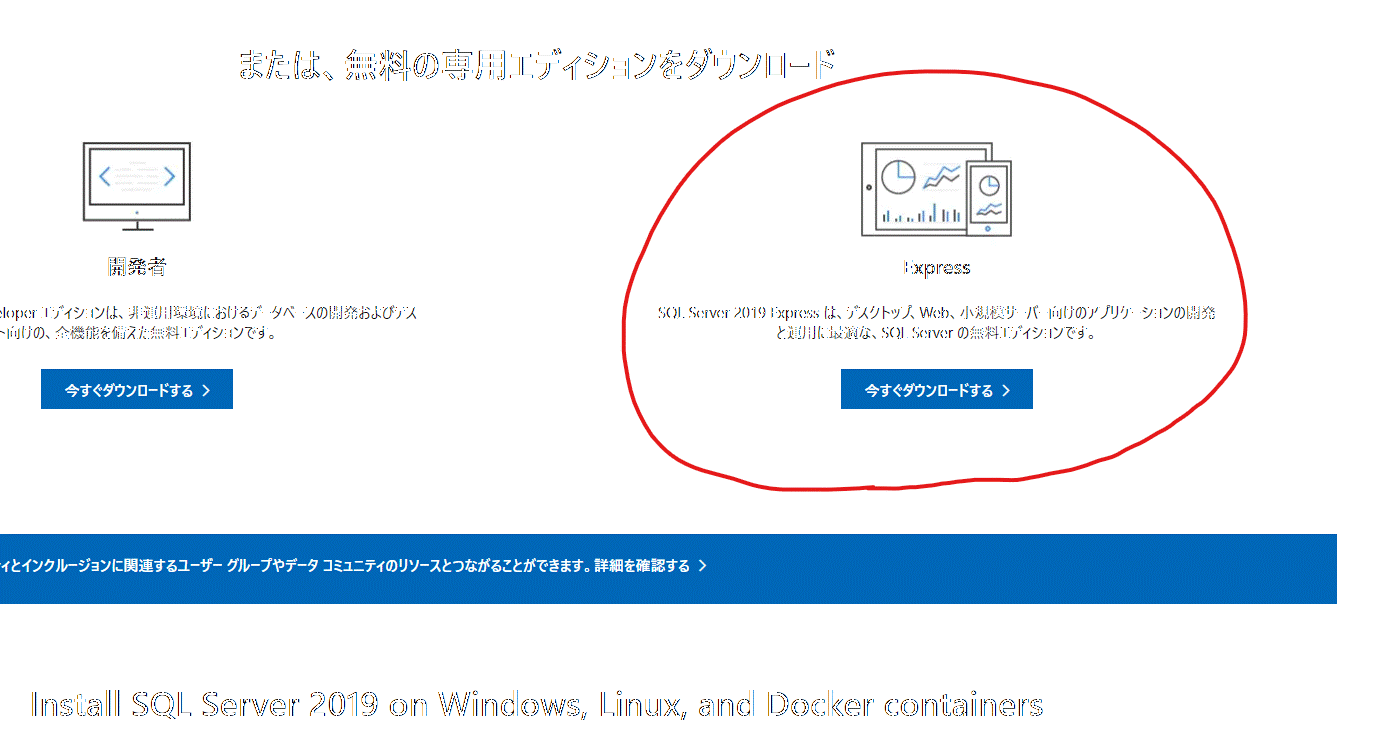 または、無料の専用エディションをダウンロード
開発者
eloper エディションは、非運用環境におけるデータベースの開発およびテス
ト向けの、全機能を備えた無料エディションです。
今すぐダウンロードする
Express
SQL Server 2019 Express は、デスクトップ、Web、小規模サーバー向けのアプリケーションの開発
と運用に最適な、SQL Server の無料エディションです。
今すぐダウンロードする
ィとインクルージョンに関連するユーザー グループやデータ コミュニティのリソースとつながることができます。詳細を確認する
Install SQL Server 2019 on Windows, Linux, and Docker containers